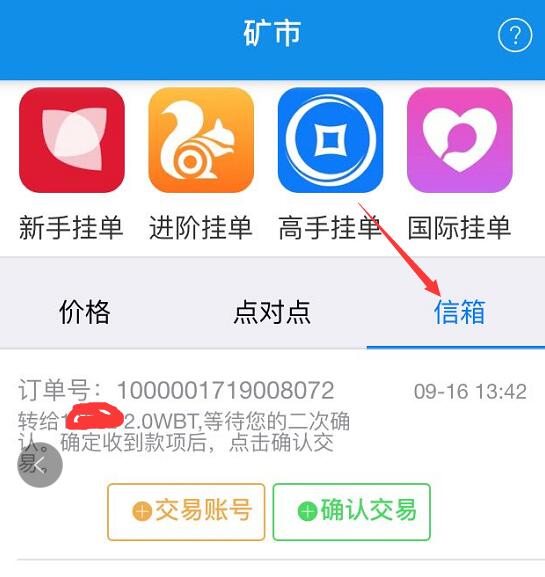 矿市
?
新手挂单 进阶挂单 高手挂单 国际挂单
价格 点对点 信箱
订单号：1000001719008072 09-16 13:42
转给1 2.0WBT,等待您的二次确
认。确定收到款项后，点击确认交
易。
交易账号 确认交易